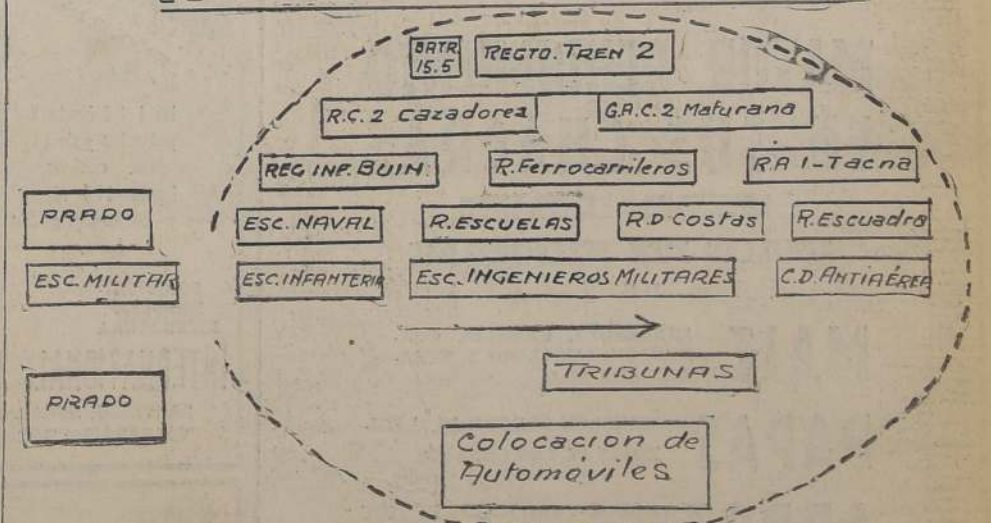 BATR
15.5
REGTO. TREN 2
R.C. 2 Cazadores
G.A.C. 2 Maturana
REG INF. BUIN.
R. Ferrocarrileros
R.A 1-Tacna
PRADO
ESC. NAVAL
R. ESCUELAS
R.D Costas
R. Escuadra
ESC. MILITAR
ESC. INFANTERIA
ESC. INGENIEROS MILITARES
C.D. ANTIAÉREA
TRIBUNAS
PRADO
Colocacion de
Automóviles